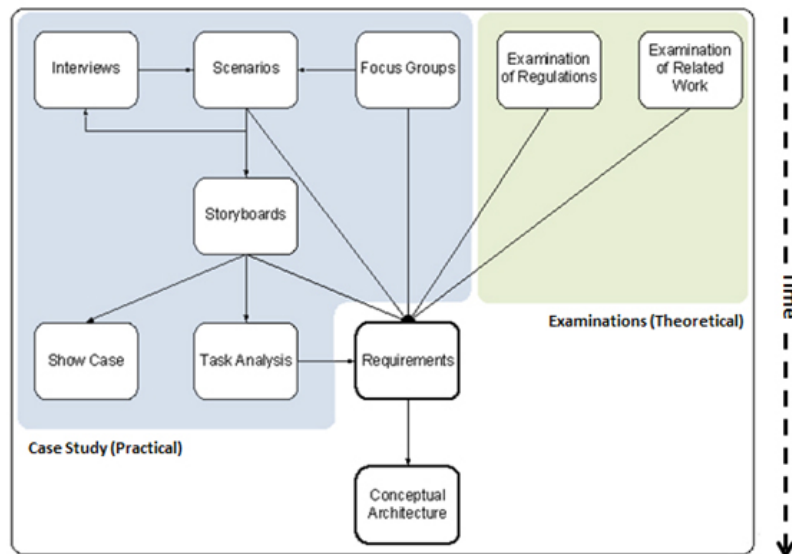 Interviews
Scenarios
Focus Groups
Examination
of Regulations
Examination
of Related
Work
Storyboards
Time
Show Case
Task Analysis
Requirements
Examinations (Theoretical)
Case Study (Practical)
Conceptual
Architecture